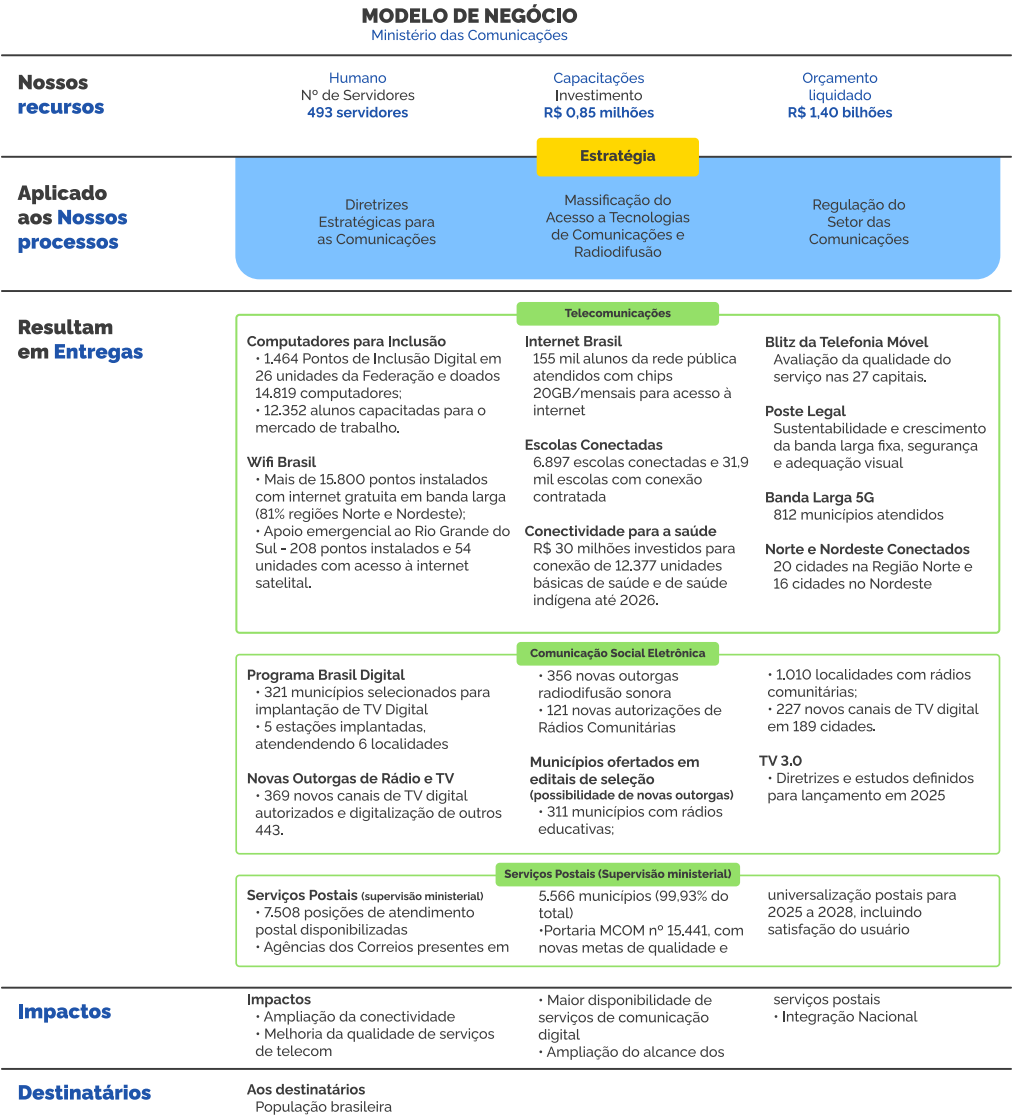 MODELO DE NEGÓCIO
Ministério das Comunicações
Nossos
recursos
Humano
Nº de Servidores
493 servidores
Capacitações
Investimento
R$ 0,85 milhões
Orçamento
liquidado
R$ 1,40 bilhões
Estratégia
Aplicado
aos Nossos
processos
Diretrizes
Estratégicas para
as Comunicações
Massificação do
Acesso a Tecnologias
de Comunicações e
Radiodifusão
Regulação do
Setor das
Comunicações
Resultam
em Entregas
Telecomunicações
Computadores para Inclusão
• 1.464 Pontos de Inclusão Digital em
26 unidades da Federação e doados
14.819 computadores;
• 12.352 alunos capacitadas para o
mercado de trabalho.
Wifi Brasil
• Mais de 15.800 pontos instalados
com internet gratuita em banda larga
(81% regiões Norte e Nordeste);
• Apoio emergencial ao Rio Grande do
Sul - 208 pontos instalados e 54
unidades com acesso à internet
satelital.
Internet Brasil
155 mil alunos da rede pública
atendidos com chips
20GB/mensais para acesso à
internet
Escolas Conectadas
6.897 escolas conectadas e 31,9
mil escolas com conexão
contratada
Conectividade para a saúde
R$ 30 milhões investidos para
conexão de 12.377 unidades
básicas de saúde e de saúde
indígena até 2026.
Blitz da Telefonia Móvel
Avaliação da qualidade do
serviço nas 27 capitais.
Poste Legal
Sustentabilidade e crescimento
da banda larga fixa, segurança
e adequação visual
Banda Larga 5G
812 municípios atendidos
Norte e Nordeste Conectados
20 cidades na Região Norte e
16 cidades no Nordeste
Comunicação Social Eletrônica
Programa Brasil Digital
• 321 municípios selecionados para
implantação de TV Digital
• 5 estações implantadas,
atendendendo 6 localidades
Novas Outorgas de Rádio e TV
• 369 novos canais de TV digital
autorizados e digitalização de outros
443.
• 356 novas outorgas
radiodifusão sonora
• 121 novas autorizações de
Rádios Comunitárias
Municípios ofertados em
editais de seleção
(possibilidade de novas outorgas)
• 311 municípios com rádios
educativas;
• 1.010 localidades com rádios
comunitárias;
• 227 novos canais de TV digital
em 189 cidades.
TV 3.0
• Diretrizes e estudos definidos
para lançamento em 2025
Serviços Postais (Supervisão ministerial)
Serviços Postais (supervisão ministerial)
• 7.508 posições de atendimento
postal disponibilizadas
• Agências dos Correios presentes em
5.566 municípios (99,93% do
total)
•Portaria MCOM nº 15.441, com
novas metas de qualidade e
universalização postais para
2025 a 2028, incluindo
satisfação do usuário
Impactos
Impactos
• Ampliação da conectividade
• Melhoria da qualidade de serviços
de telecom
• Maior disponibilidade de
serviços de comunicação
digital
• Ampliação do alcance dos
serviços postais
• Integração Nacional
Destinatários
Aos destinatários
População brasileira